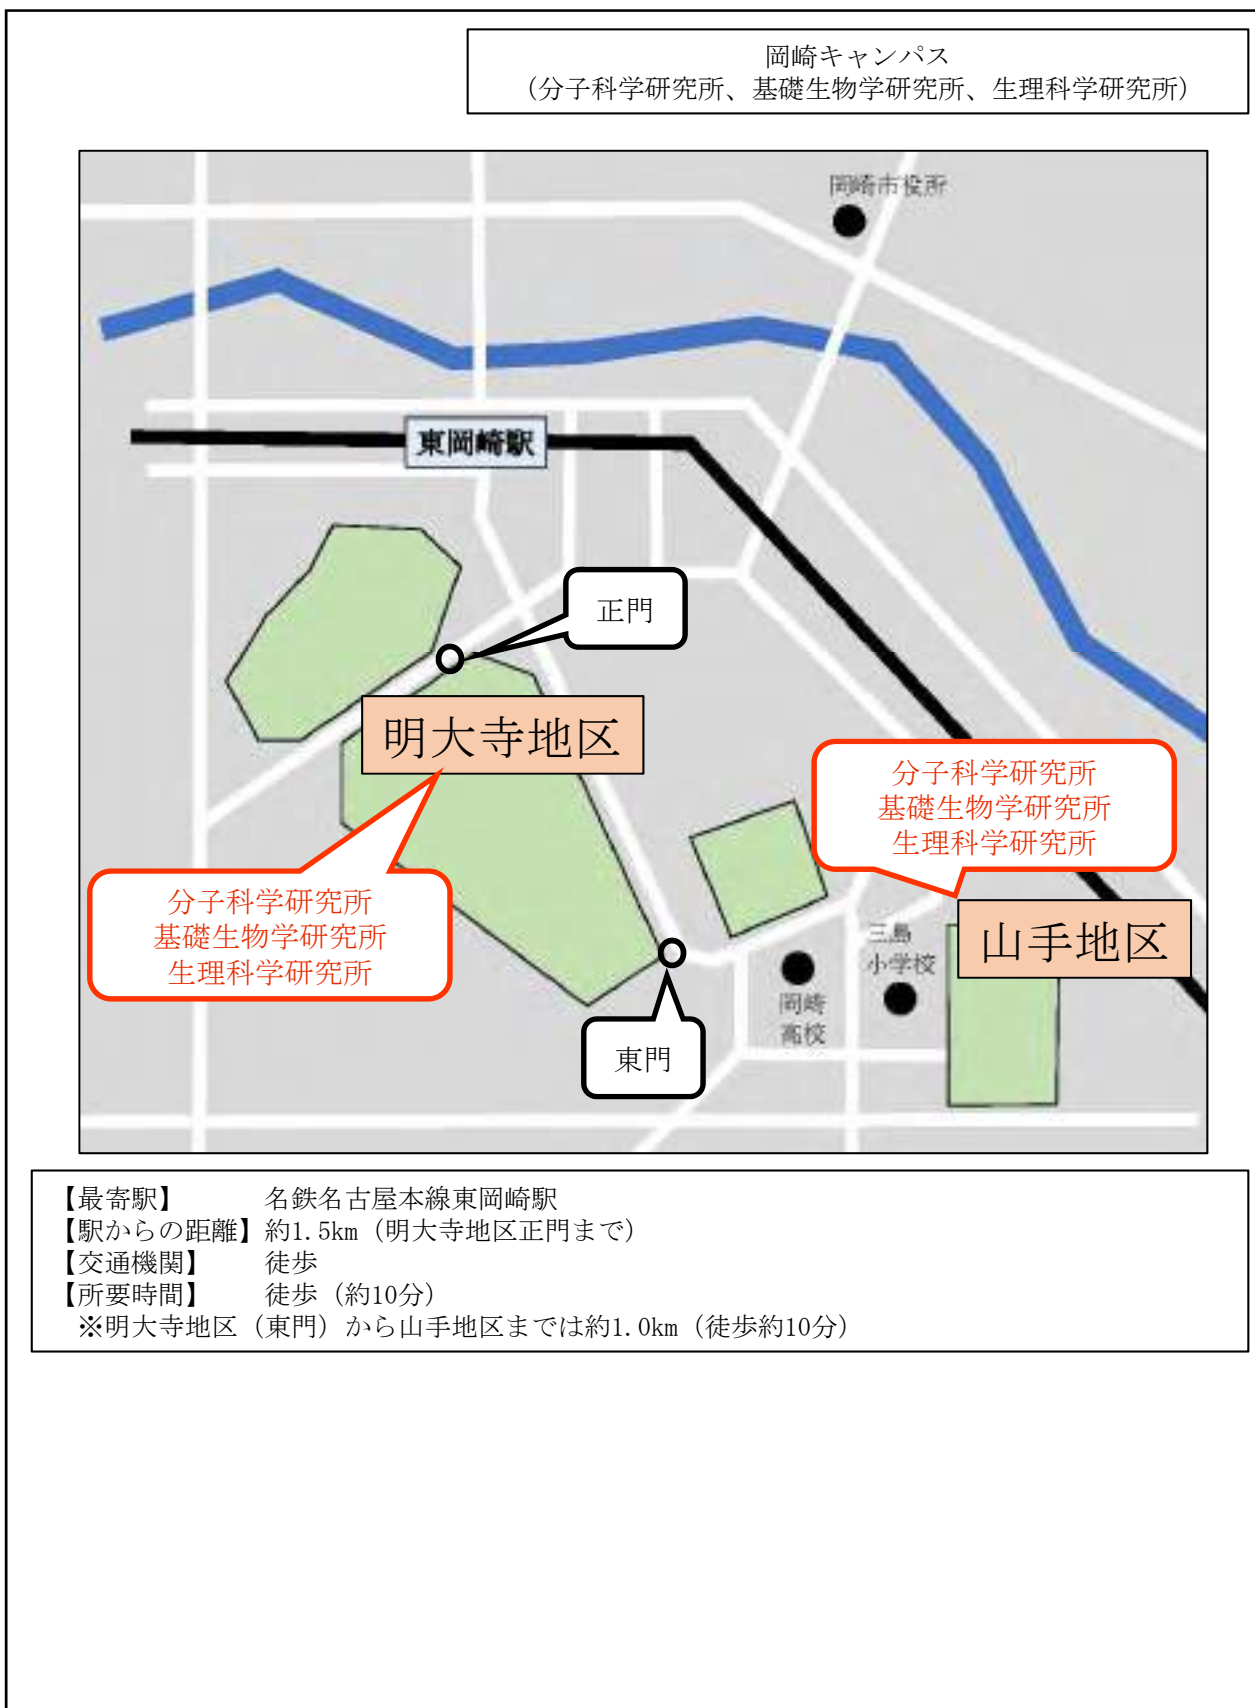 岡崎キャンパス
（分子科学研究所、基礎生物学研究所、生理科学研究所）
岡崎市役所
東岡崎駅
正門
明大寺地区
分子科学研究所
基礎生物学研究所
生理科学研究所
分子科学研究所
基礎生物学研究所
生理科学研究所
山手地区
三島
小学校
岡崎
高校
東門
【最寄駅】　　　名鉄名古屋本線東岡崎駅
【駅からの距離】約1.5km（明大寺地区正門まで）
【交通機関】　　徒歩
【所要時間】　　徒歩（約10分）
※明大寺地区（東門）から山手地区までは約1.0km（徒歩約10分）